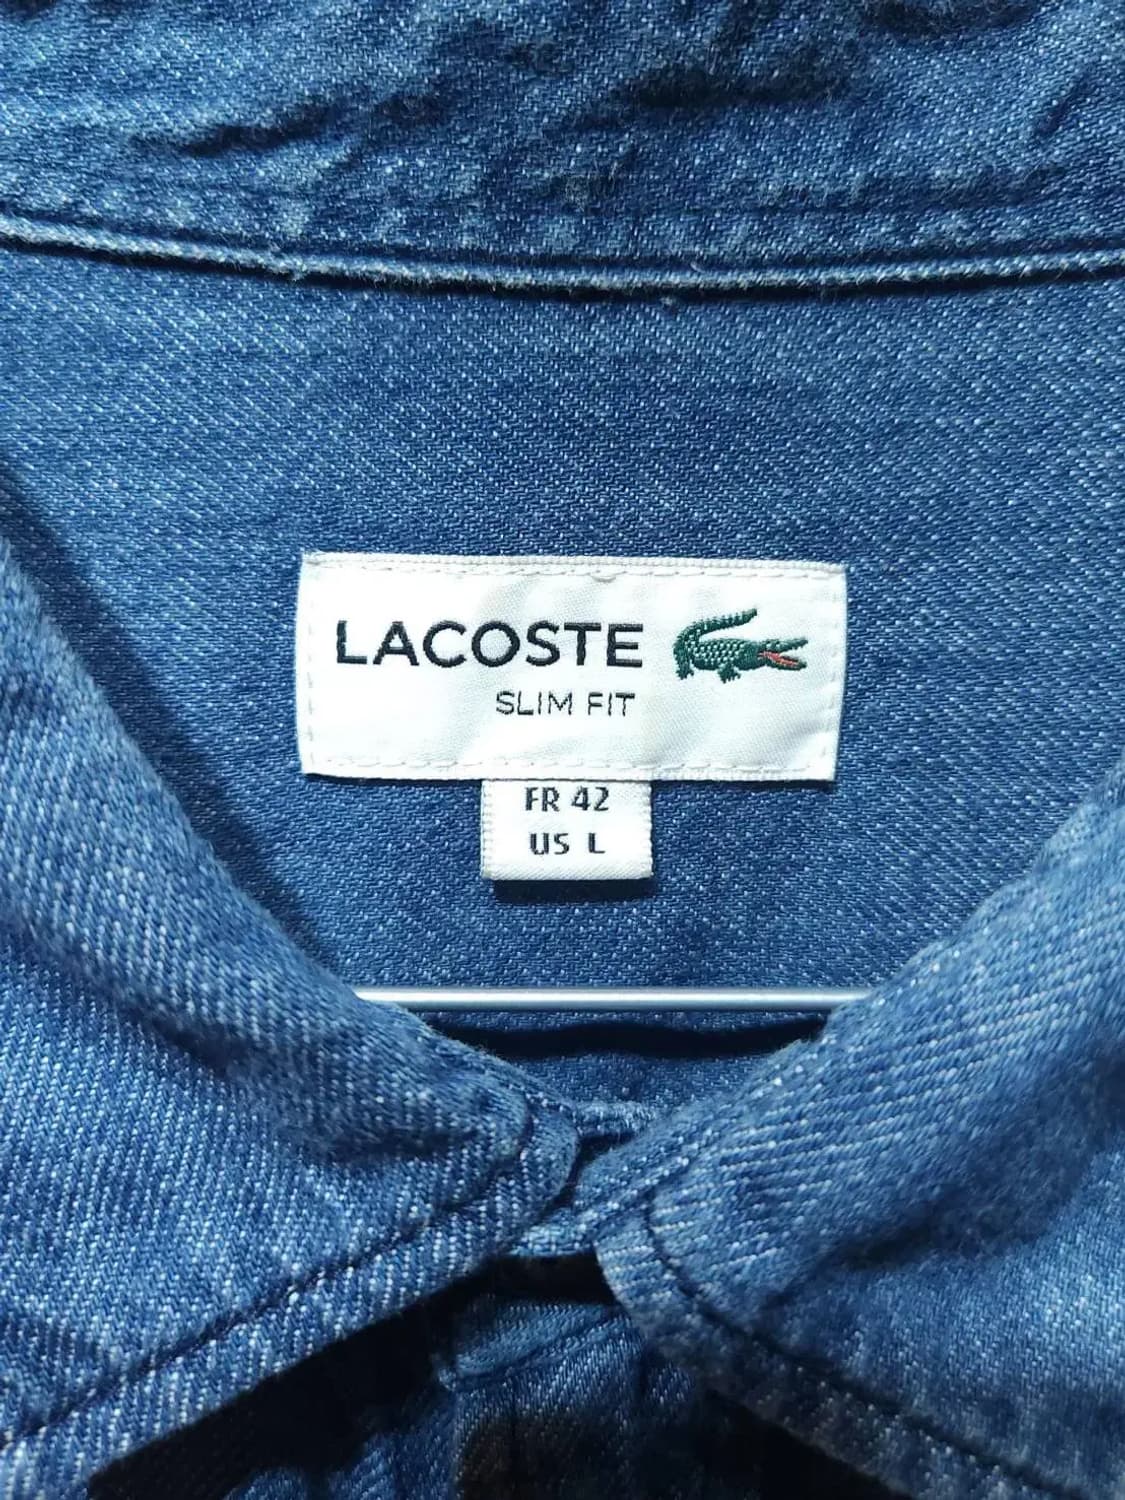 LACOSTE
SLIM FIT
FR 42
US L